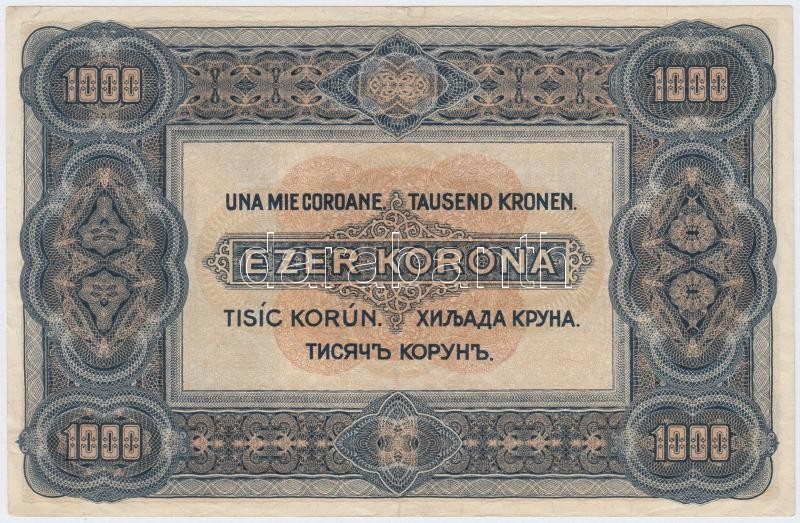 1000 1000
UNA MIE COROANE. TAUSEND KRONEN.
EZER KORONA
TISÍC KORÚN. ХИЉАДА КРУНА.
ТИСЯЧЪ КОРУНЪ.
1000 1000